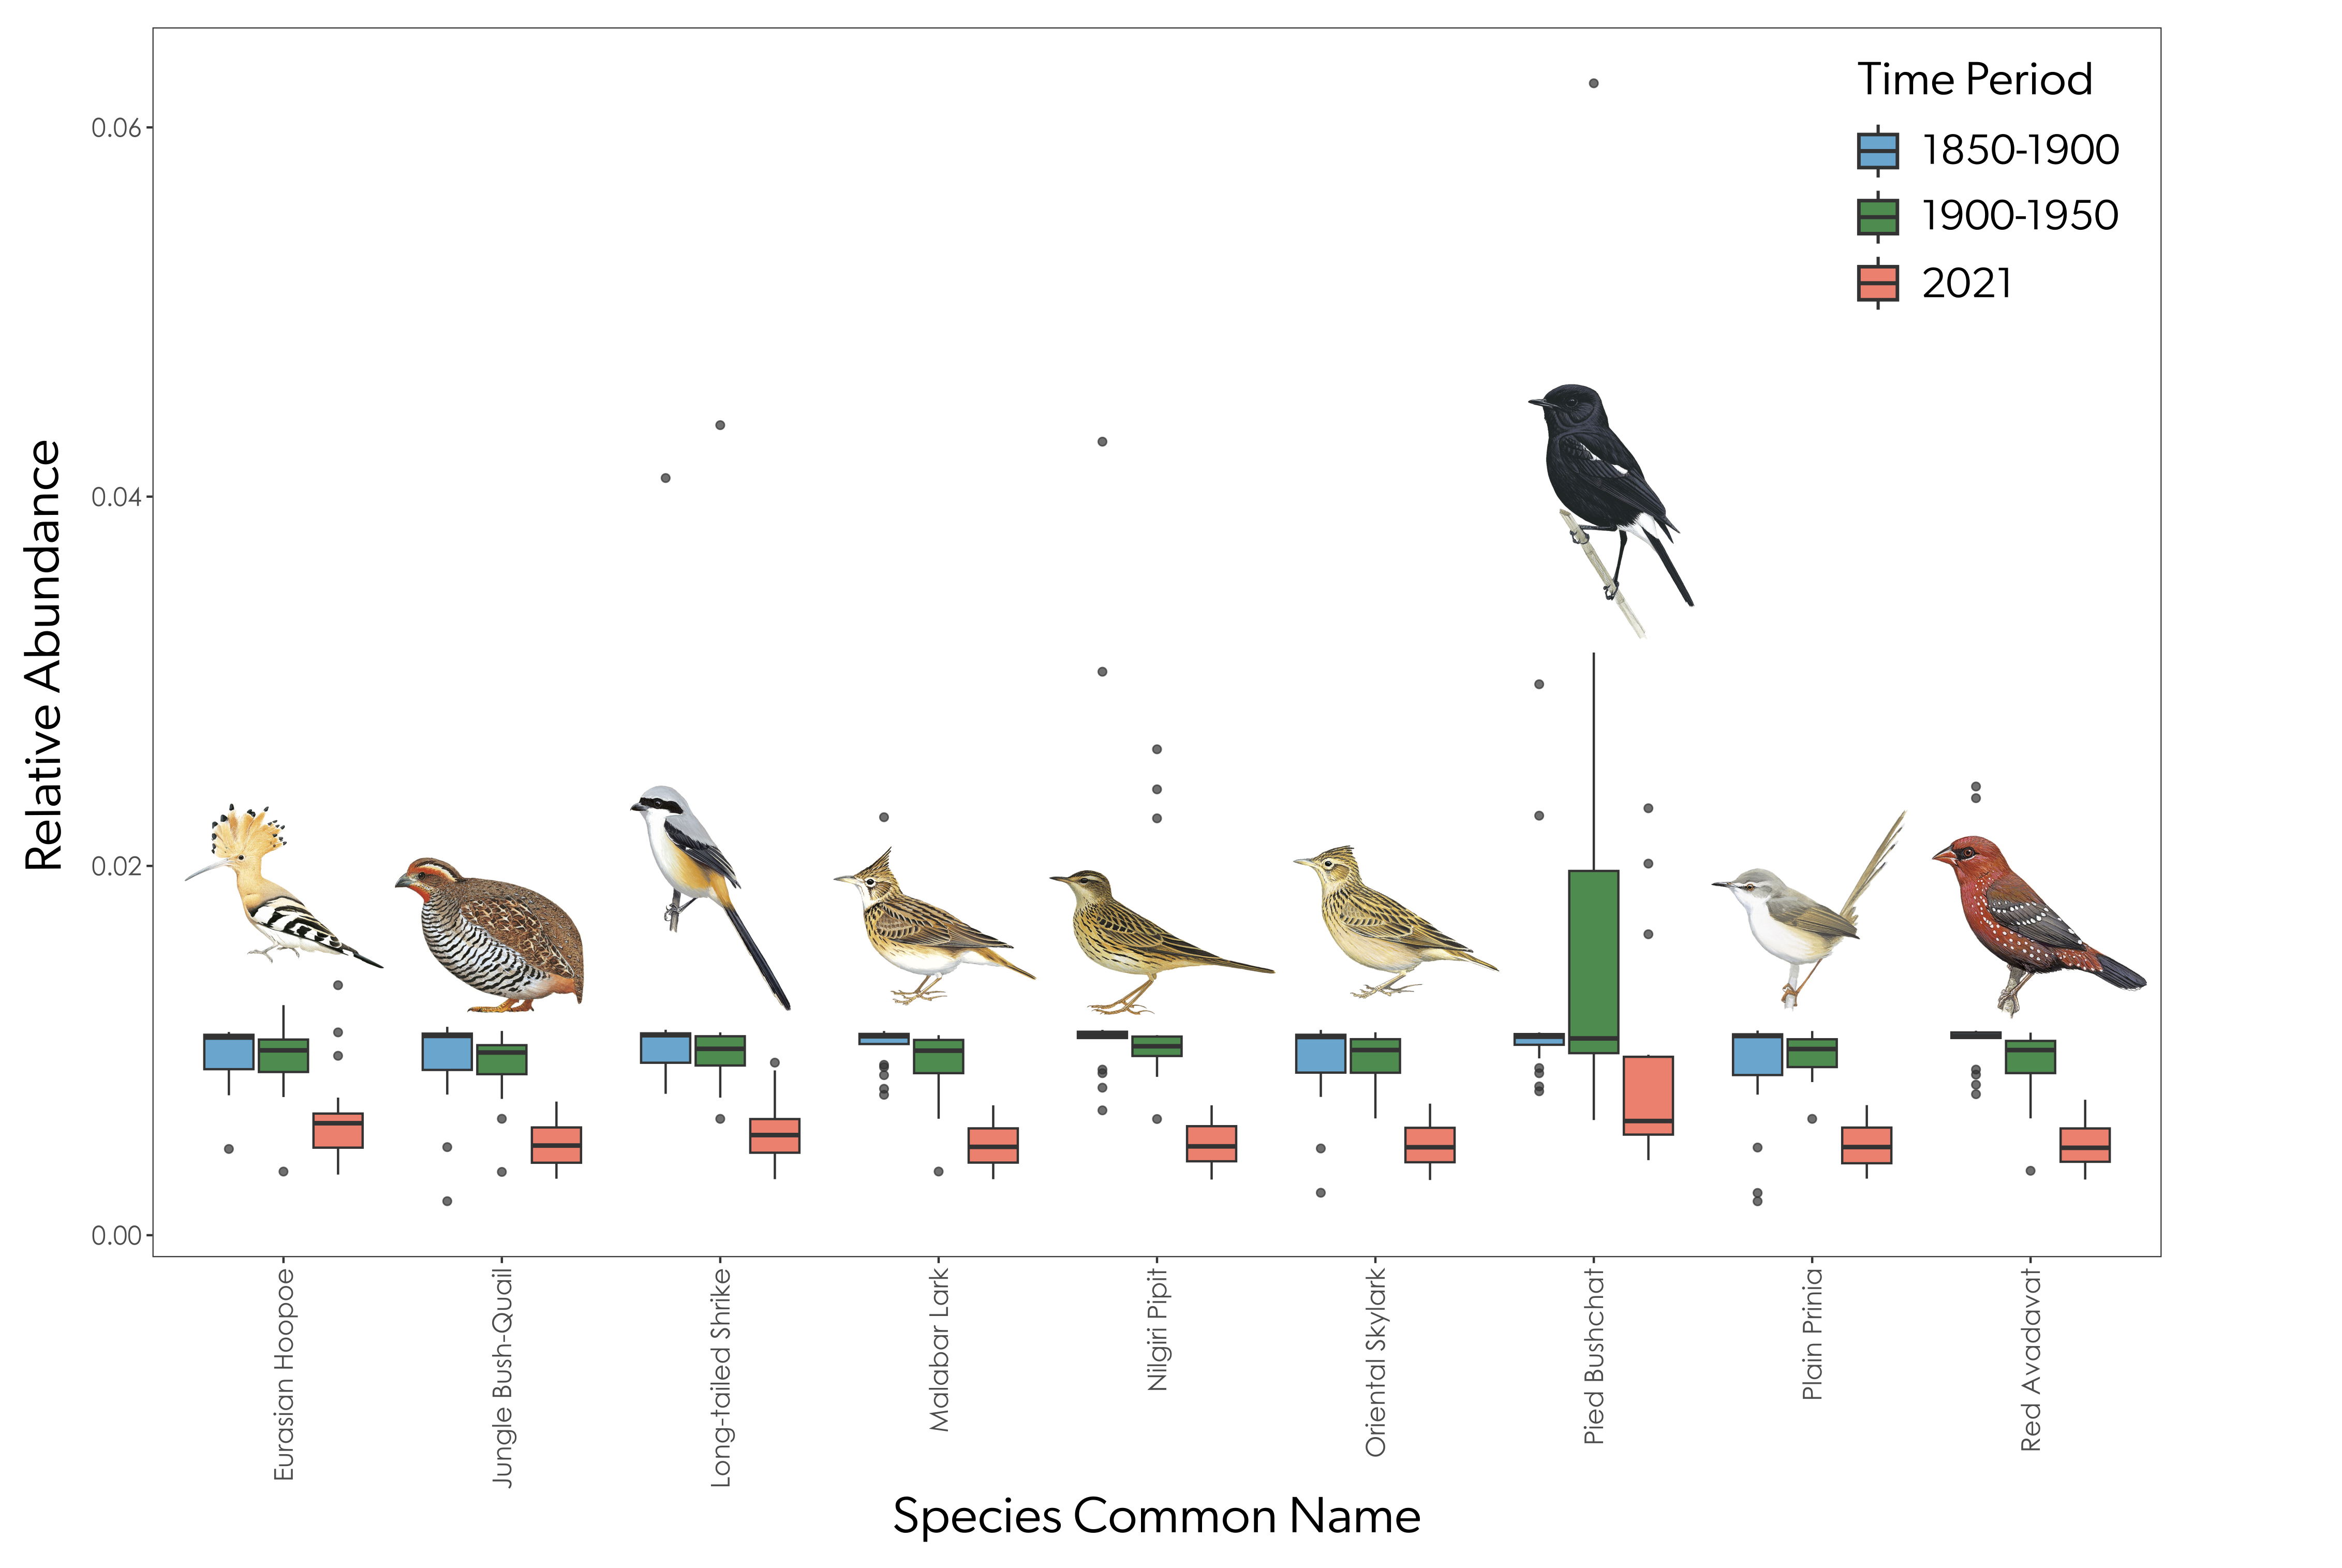 Time Period
1850-1900
1900-1950
2021
Relative Abundance
0.06
0.04
0.02
0.00
Eurasian Hoopoe
Jungle Bush-Quail
Long-tailed Shrike
Malabar Lark
Nilgiri Pipit
Oriental Skylark
Pied Bushchat
Plain Prinia
Red Avadavat
Species Common Name